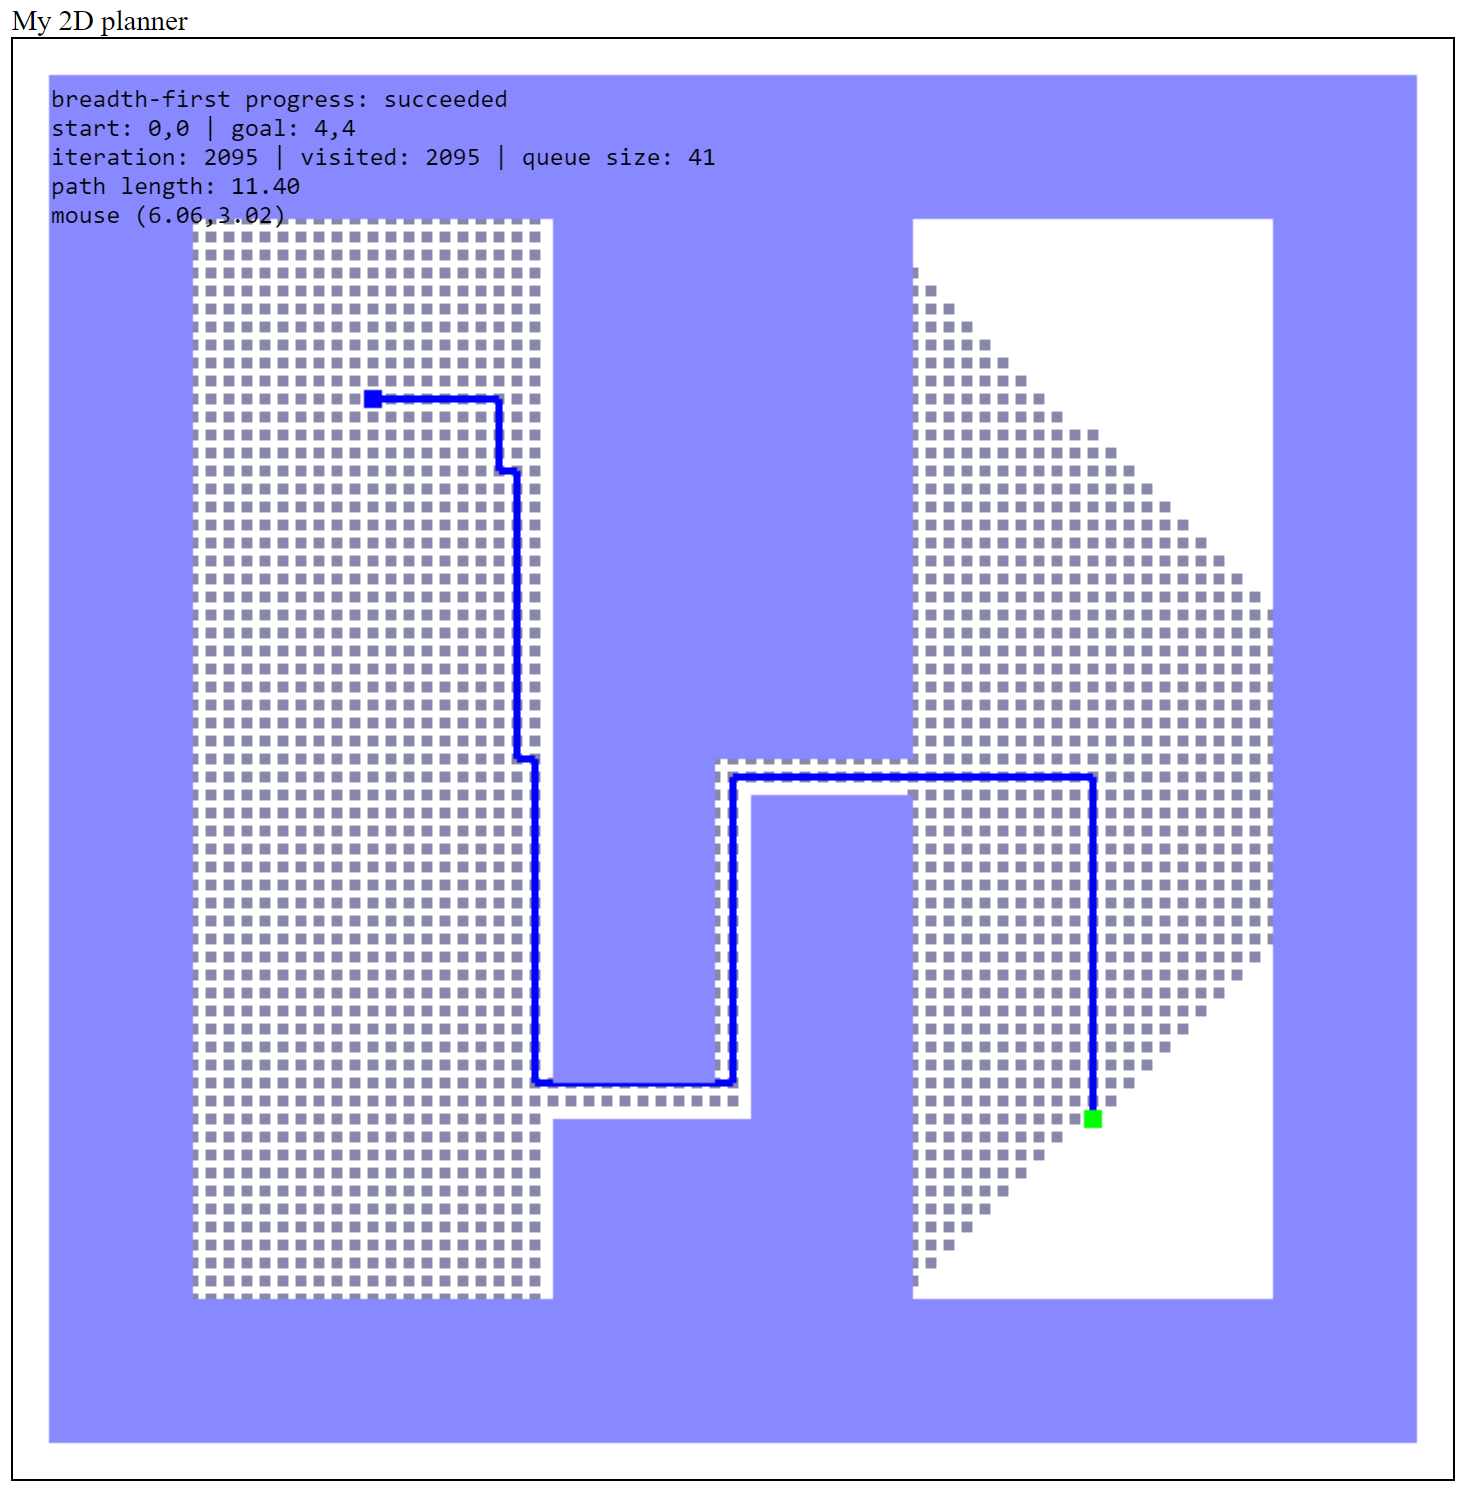 My 2D planner
breadth-first progress: succeeded
start: 0,0 | goal: 4,4
iteration: 2095 | visited: 2095 | queue size: 41
path length: 11.40
mouse (6.06,3.02)